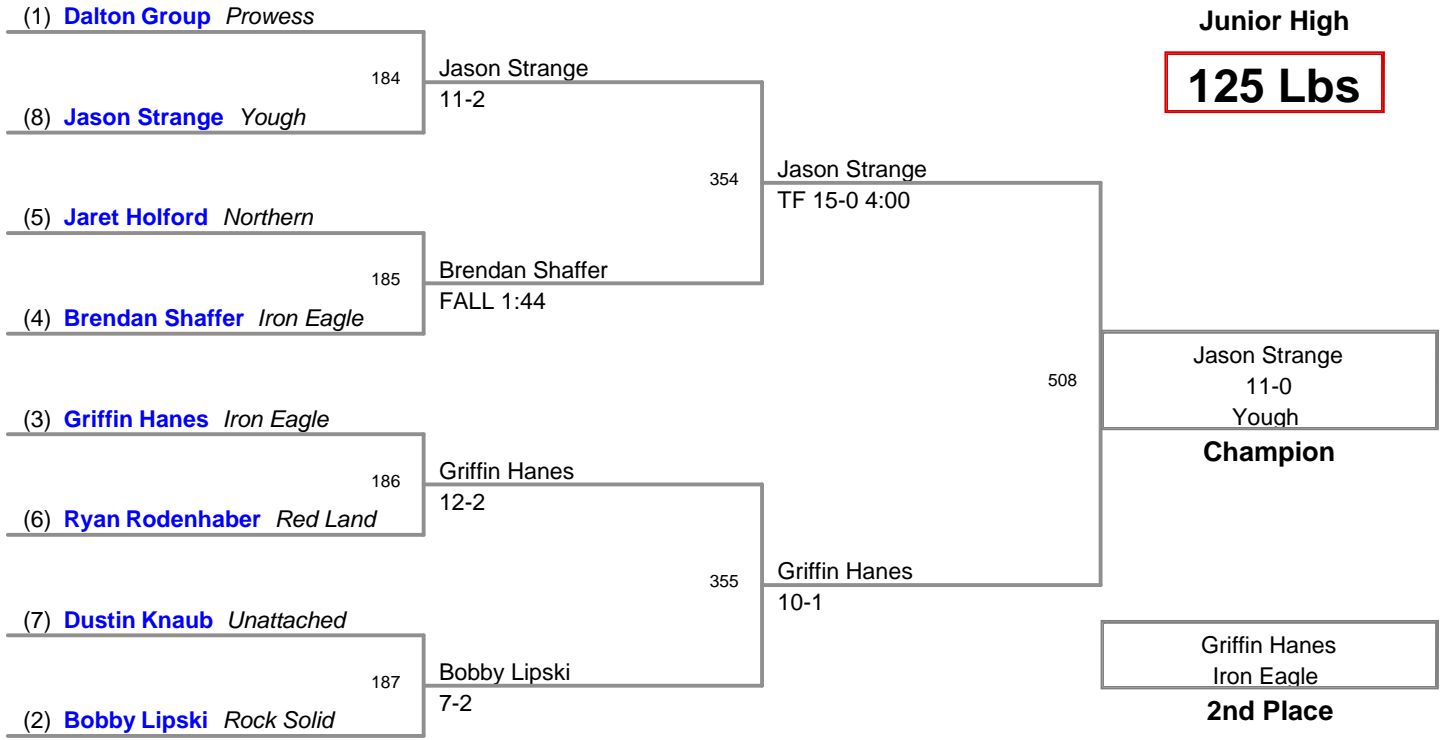 (1) Dalton Group Prowess
Junior High
184
Jason Strange
11-2
125 Lbs
(8) Jason Strange Yough
354
Jason Strange
TF 15-0 4:00
(5) Jaret Holford Northern
185
Brendan Shaffer
FALL 1:44
(4) Brendan Shaffer Iron Eagle
508
Jason Strange
11-0
Yough
Champion
(3) Griffin Hanes Iron Eagle
186
Griffin Hanes
12-2
(6) Ryan Rodenhaber Red Land
355
Griffin Hanes
10-1
(7) Dustin Knaub Unattached
187
Bobby Lipski
7-2
(2) Bobby Lipski Rock Solid
Griffin Hanes
Iron Eagle
2nd Place